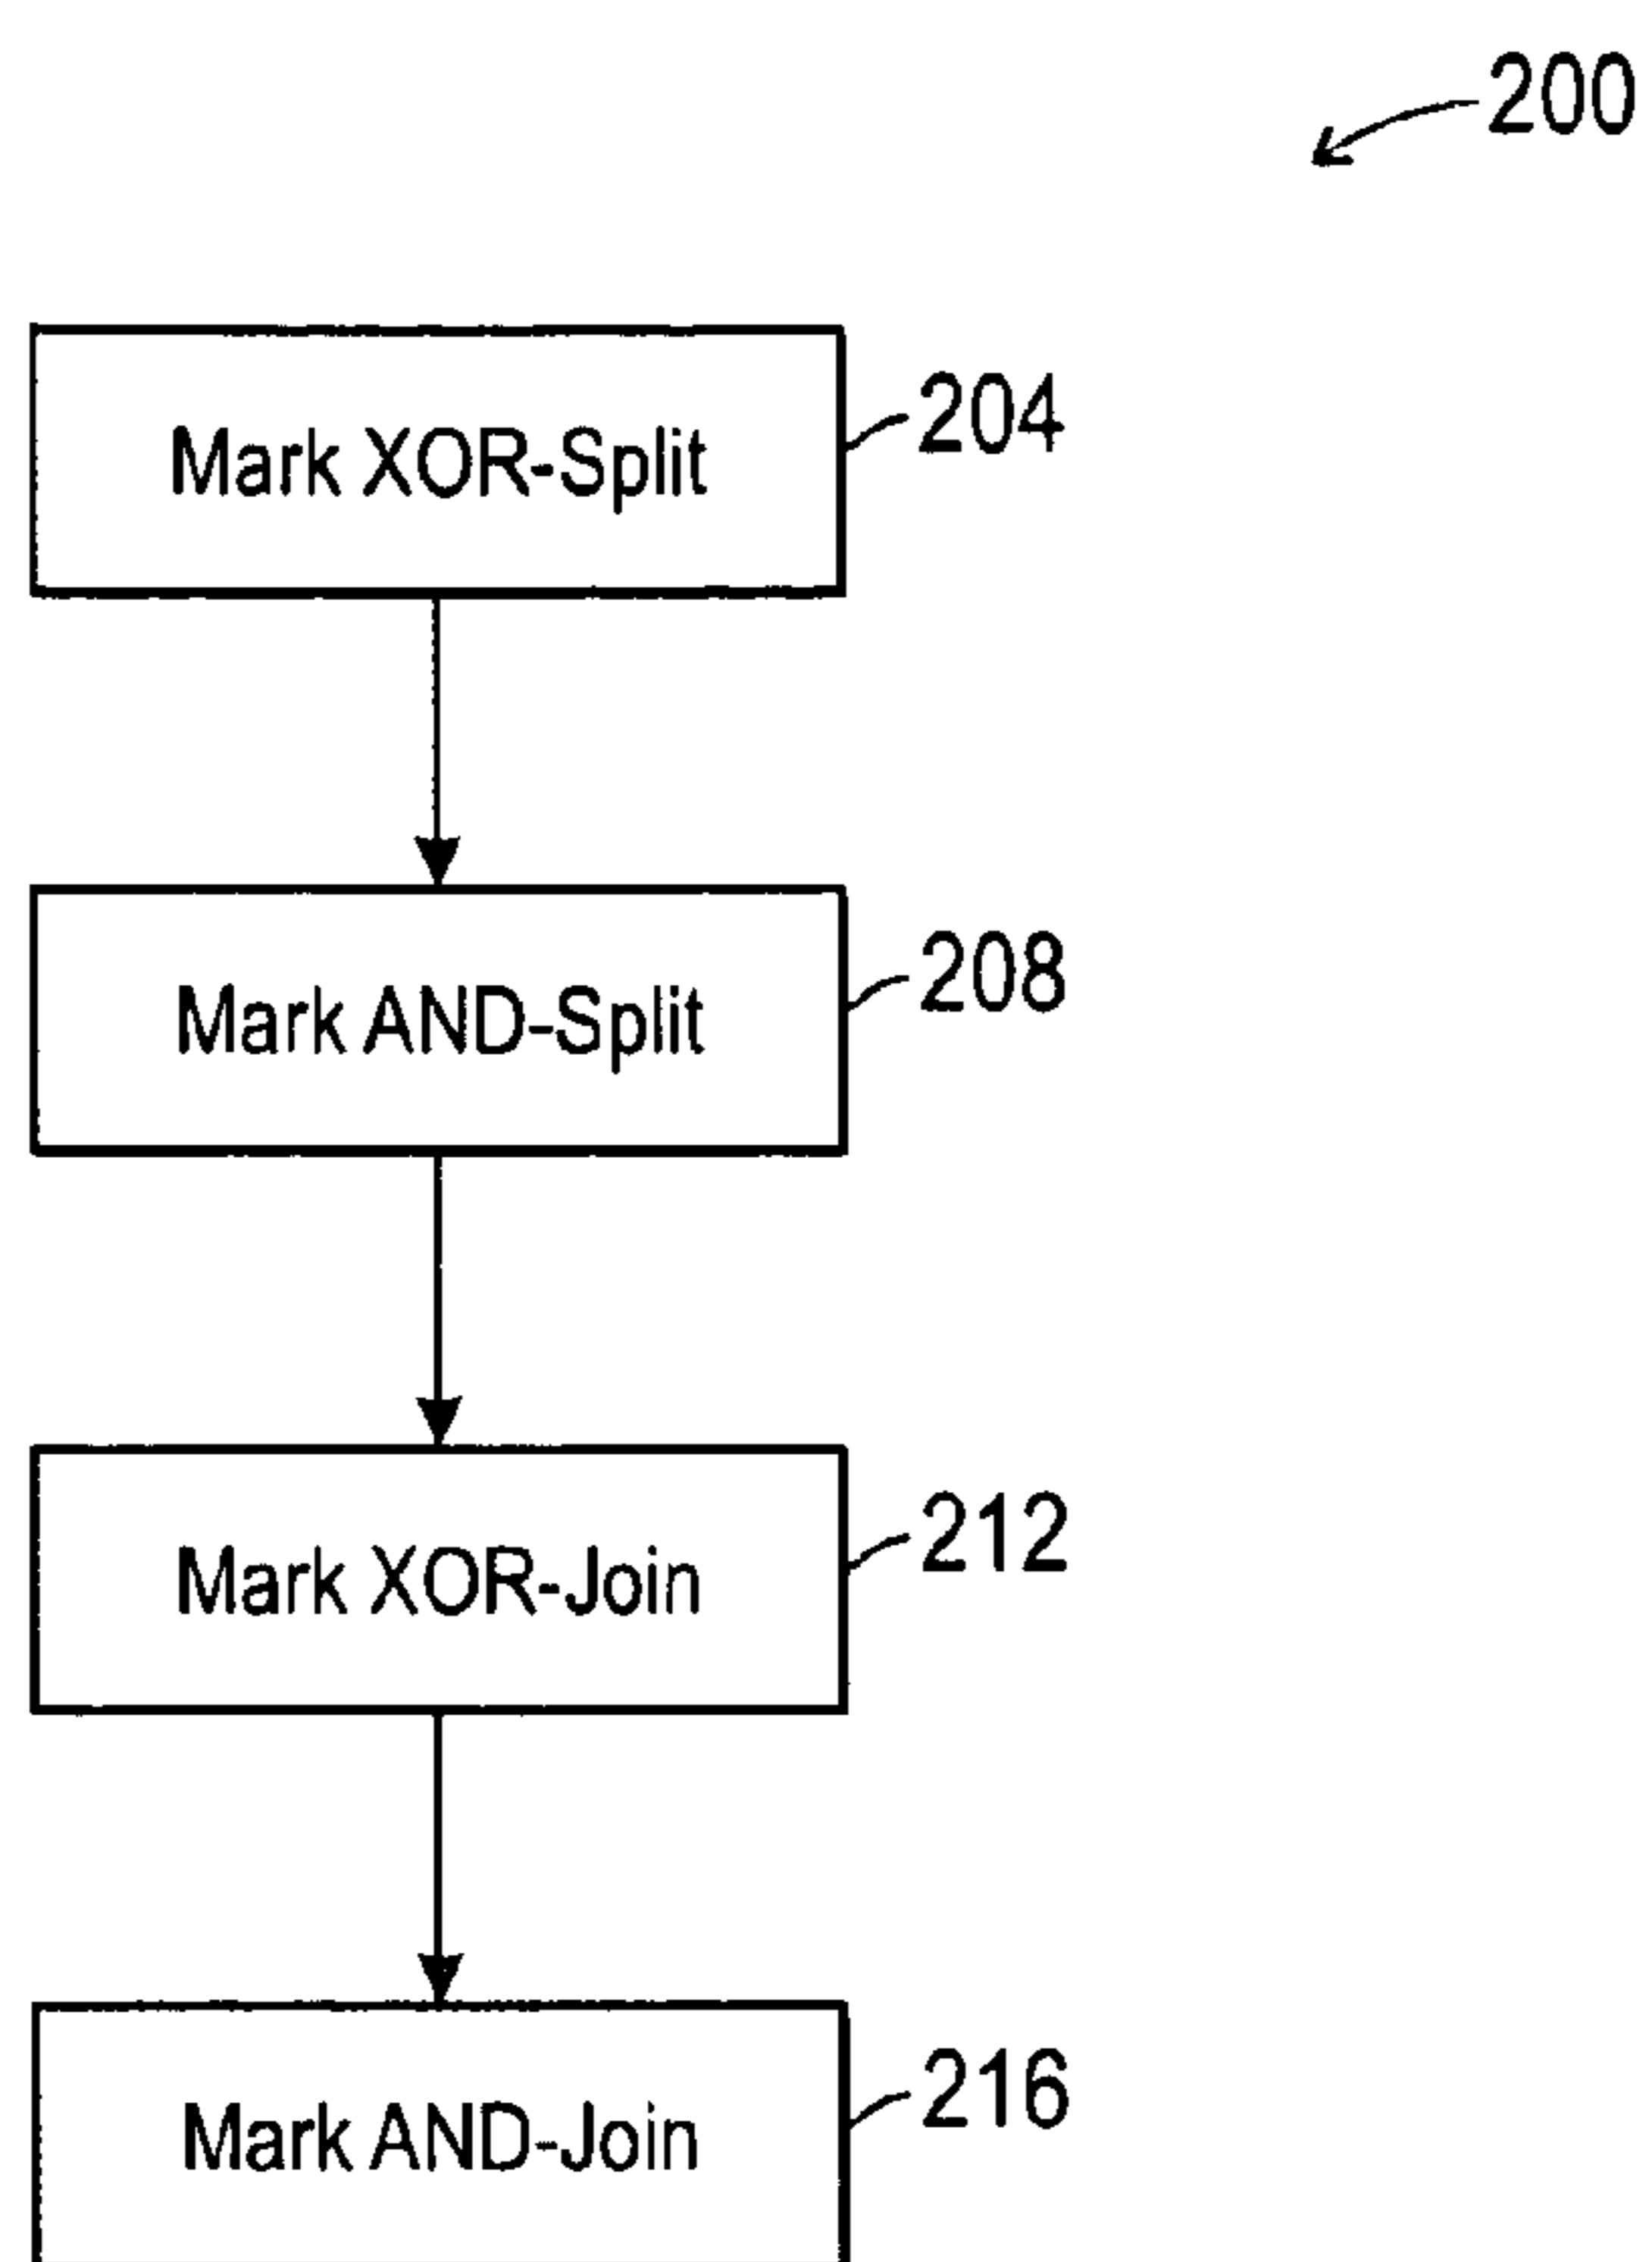 200
Mark XOR-Split
204
Mark AND-Split
208
Mark XOR-Join
212
Mark AND-Join
216